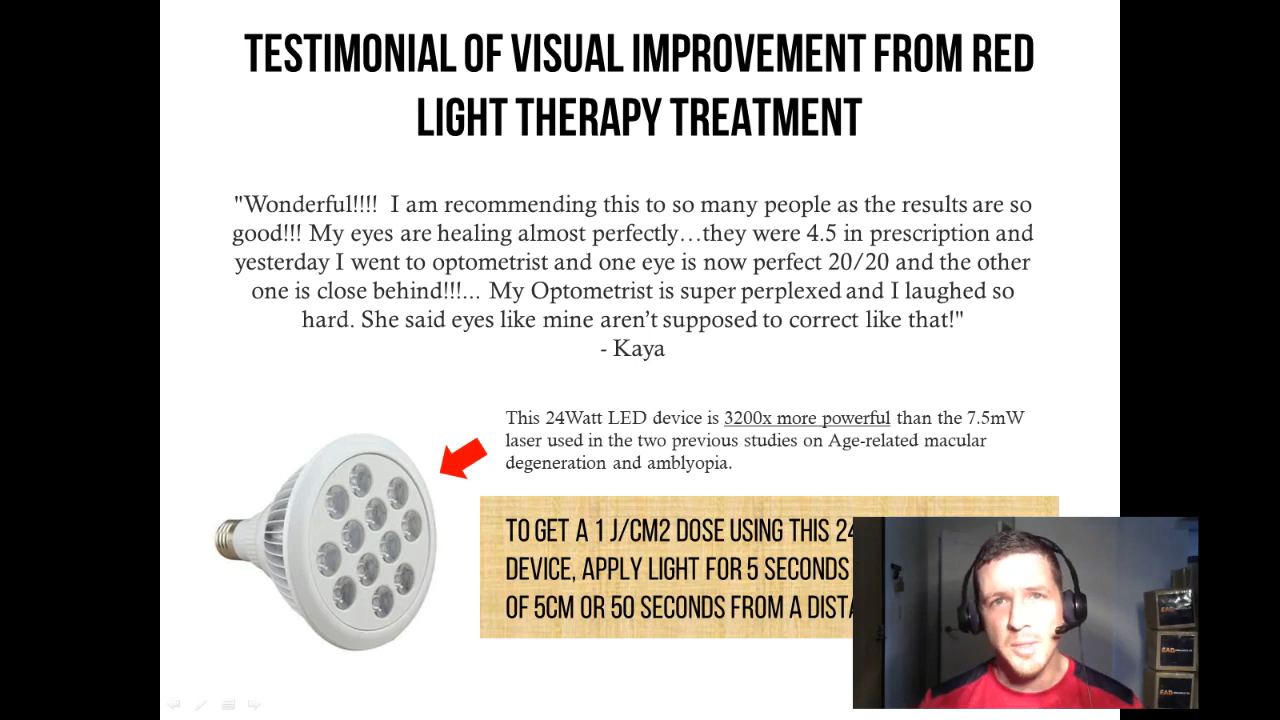 TESTIMONIAL OF VISUAL IMPROVEMENT FROM RED
LIGHT THERAPY TREATMENT
"Wonderful!!!! I am recommending this to so many people as the results are so
good!!! My eyes are healing almost perfectly…they were 4.5 in prescription and
yesterday I went to optometrist and one eye is now perfect 20/20 and the other
one is close behind!!!... My Optometrist is super perplexed and I laughed so
hard. She said eyes like mine aren’t supposed to correct like that!"
- Kaya
This 24Watt LED device is 3200x more powerful than the 7.5mW
laser used in the two previous studies on Age-related macular
degeneration and amblyopia.
TO GET A 1 J/CM2 DOSE USING THIS
DEVICE, APPLY LIGHT FOR 5 SECONDS
OF 5CM OR 50 SECONDS FROM A
EAD
EAD
EAD